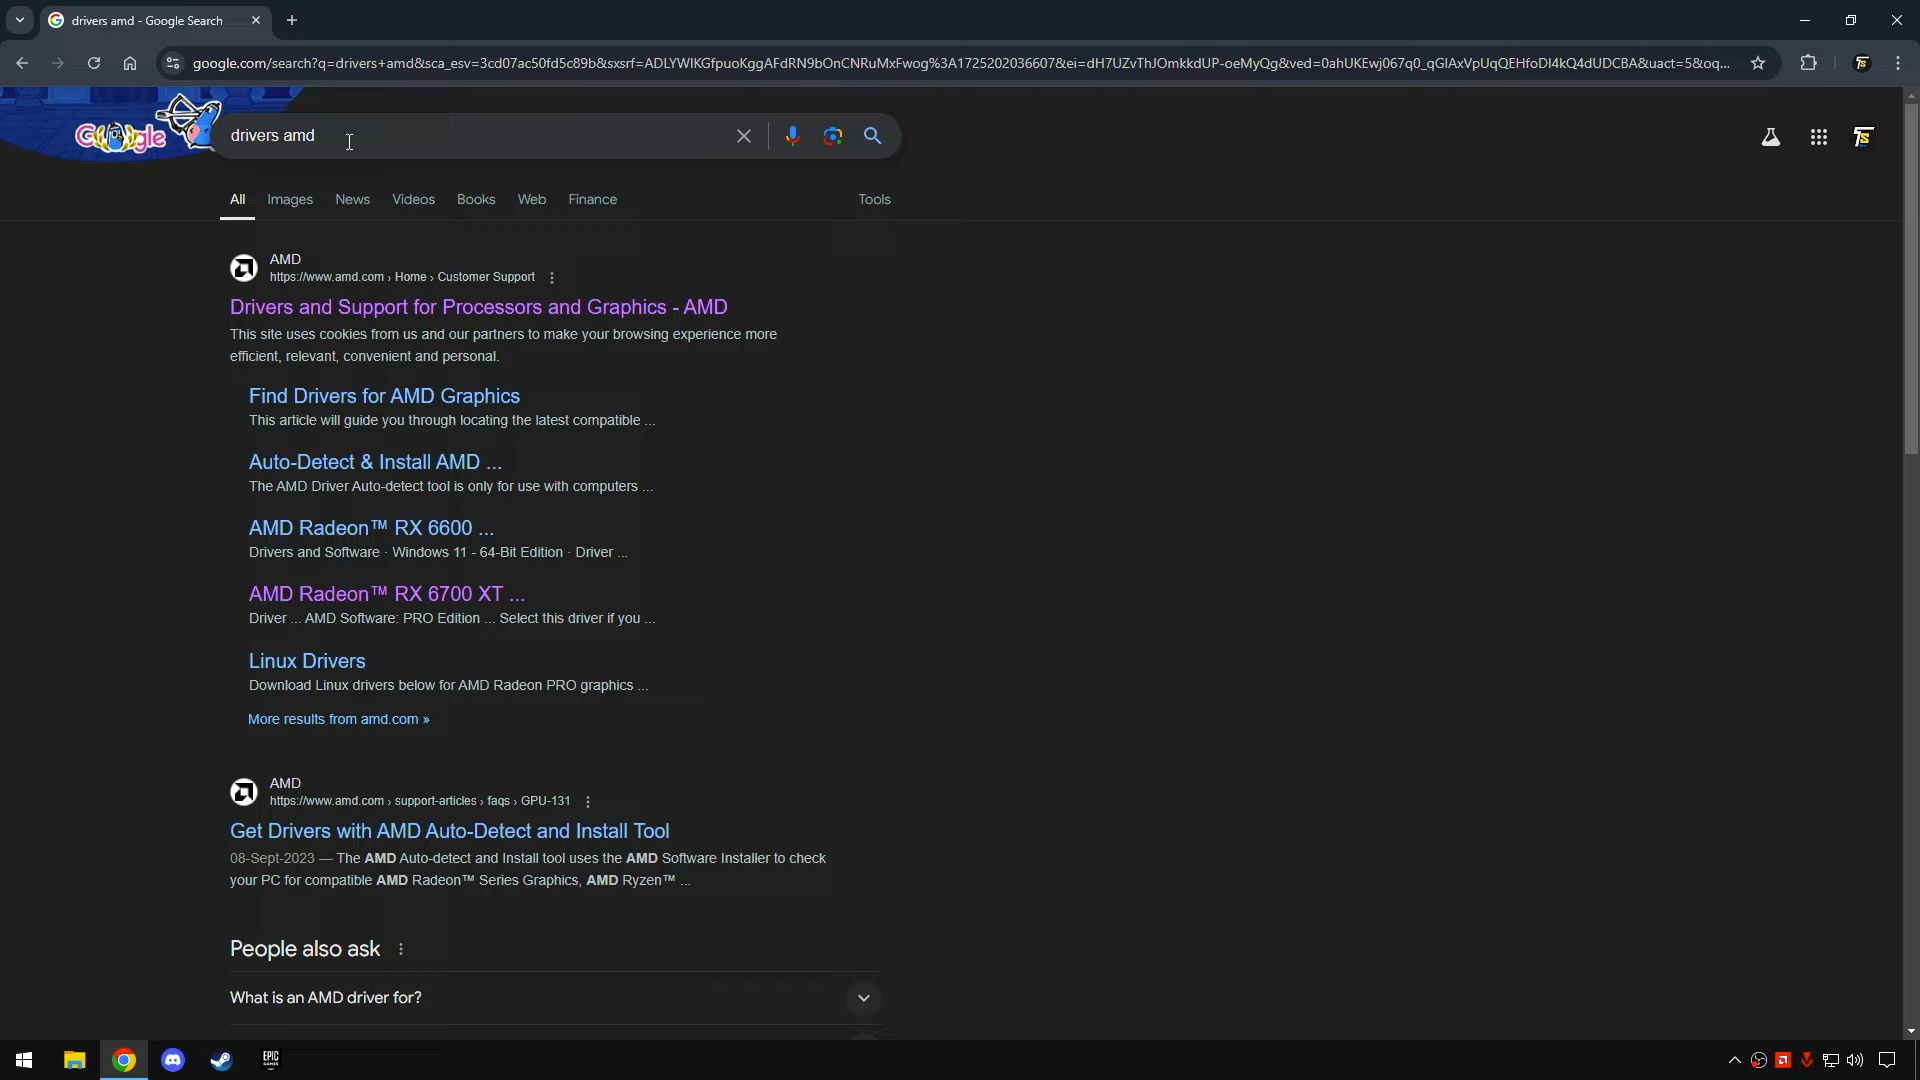 drivers amd - Google Search
google.com/search?q=drivers+amd&sca_esv=3cd07ac50fd5c89b&sxsrf=ADLYWIKGfpuoKggAFdRN9bOnCNRuMxFwog%3A1725202036607&ei=dH7UZvThJOmkkdUP-oeMyQg&ved=0ahUKEwj067q0_qGIAxVpUqQEHfoDI4kQ4dUDCBA&uact=5&oq...
Google
drivers amd
TS
All Images News Videos Books Web Finance Tools
AMD
https://www.amd.com › Home › Customer Support
Drivers and Support for Processors and Graphics - AMD
This site uses cookies from us and our partners to make your browsing experience more
efficient, relevant, convenient and personal.
Find Drivers for AMD Graphics
This article will guide you through locating the latest compatible ...
Auto-Detect & Install AMD ...
The AMD Driver Auto-detect tool is only for use with computers ...
AMD Radeon™ RX 6600 ...
Drivers and Software · Windows 11 - 64-Bit Edition · Driver ...
AMD Radeon™ RX 6700 XT ...
Driver ... AMD Software: PRO Edition ... Select this driver if you ...
Linux Drivers
Download Linux drivers below for AMD Radeon PRO graphics ...
More results from amd.com »
AMD
https://www.amd.com › support-articles › faqs › GPU-131
Get Drivers with AMD Auto-Detect and Install Tool
08-Sept-2023 — The AMD Auto-detect and Install tool uses the AMD Software Installer to check
your PC for compatible AMD Radeon™ Series Graphics, AMD Ryzen™ ...
People also ask
What is an AMD driver for?
EPIC
GAMES